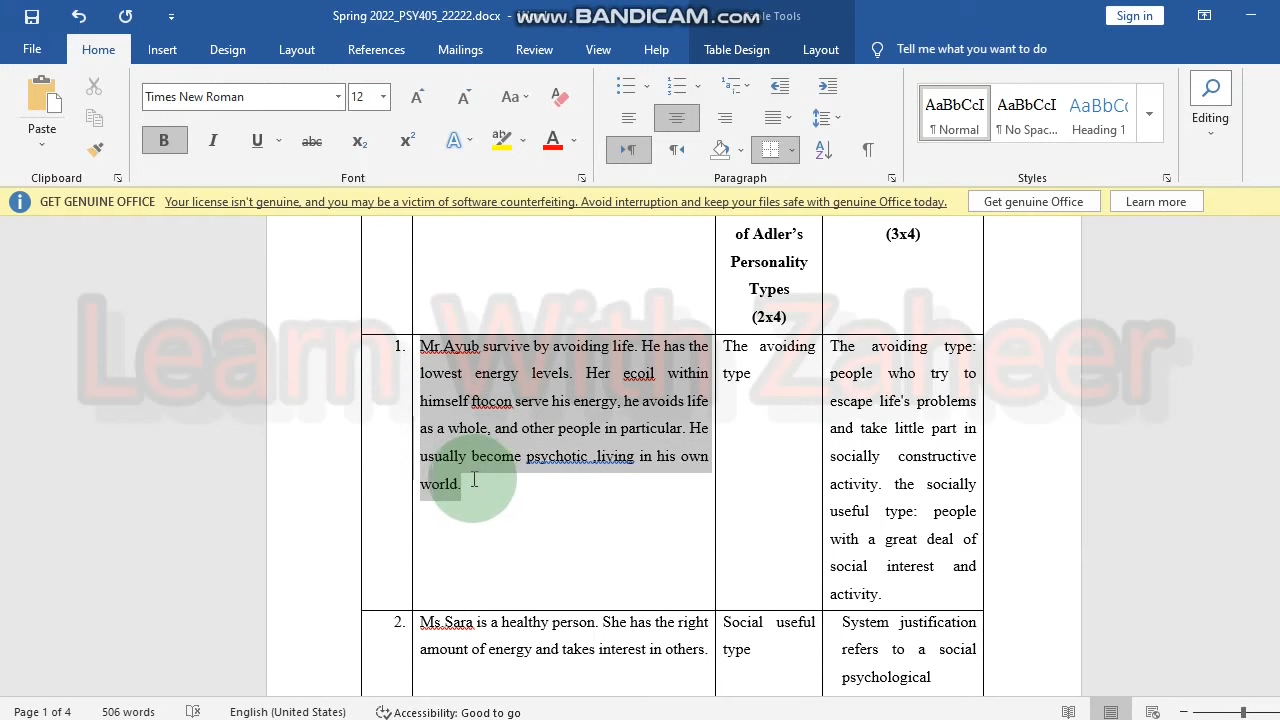 Spring 2022_PSY405_22222.docx -
www.BANDICAM.com
le Tools
Sign in
File Home Insert Design Layout References Mailings Review View Help Table Design Layout Tell me what you want to do
Times New Roman 12 Aa
AaBbCcI AaBbCcI AaBbCc
Paste B I U abc x₂ x² A ab A
¶ Normal ¶ No Spac... Heading 1
Editing
Clipboard Font Paragraph Styles
GET GENUINE OFFICE Your license isn't genuine, and you may be a victim of software counterfeiting. Avoid interruption and keep your files safe with genuine Office today. Get genuine Office Learn more
of Adler's
Personality
Types
(2x4)
(3x4)
Learn With Zaheer
1.
Mr.Ayub survive by avoiding life. He has the
lowest energy levels. Her ecoil within
himself ftocon serve his energy, he avoids life
as a whole, and other people in particular. He
usually become psychotic ,living in his own
world.
The avoiding
type
The avoiding type:
people who try to
escape life's problems
and take little part in
socially constructive
activity. the socially
useful type: people
with a great deal of
social interest and
activity.
2.
Ms.Sara is a healthy person. She has the right
amount of energy and takes interest in others.
Social useful
type
System justification
refers to a social
psychological
Page 1 of 4 506 words English (United States) Accessibility: Good to go